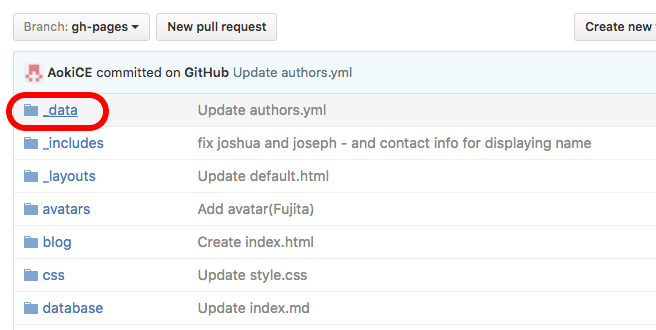 Branch: gh-pages New pull request Create new
AokiCE committed on GitHub Update authors.yml
_data Update authors.yml
_includes fix joshua and joseph - and contact info for displaying name
_layouts Update default.html
avatars Add avatar(Fujita)
blog Create index.html
css Update style.css
database Update index.md